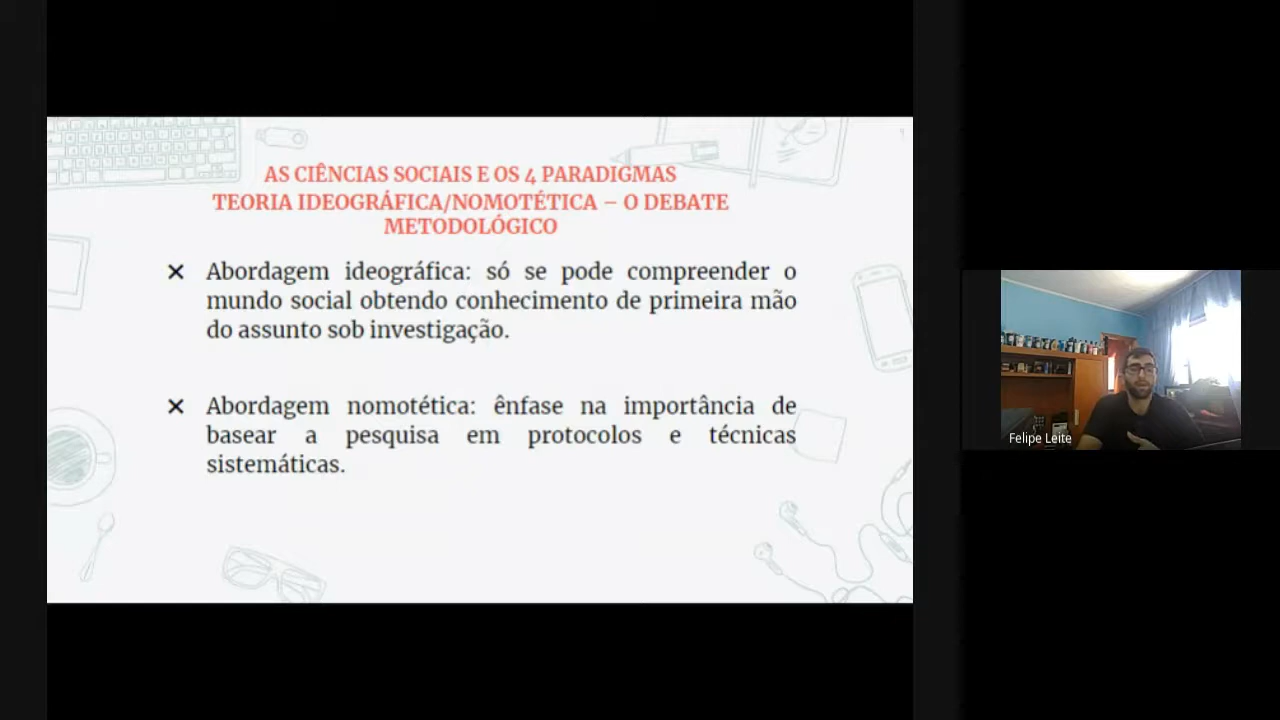 AS CIÊNCIAS SOCIAIS E OS 4 PARADIGMAS
TEORIA IDEOGRÁFICA/NOMOTÉTICA – O DEBATE
METODOLÓGICO
✕ Abordagem ideográfica: só se pode compreender o
mundo social obtendo conhecimento de primeira mão
do assunto sob investigação.
✕ Abordagem nomotética: ênfase na importância de
basear a pesquisa em protocolos e técnicas
sistemáticas.
Felipe Leite